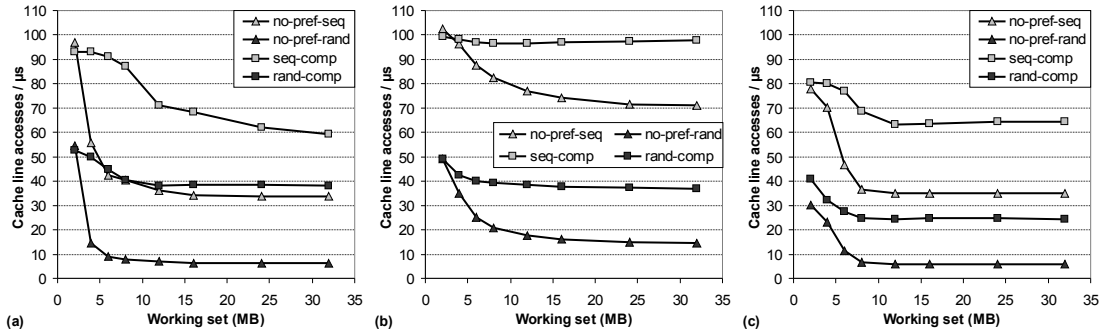 Cache line accesses / µs
110
100
90
80
70
60
50
40
30
20
10
0
no-pref-seq
no-pref-rand
seq-comp
rand-comp
0 5 10 15 20 25 30 35
(a) Working set (MB)
Cache line accesses / µs
110
100
90
80
70
60
50
40
30
20
10
0
no-pref-seq no-pref-rand
seq-comp rand-comp
0 5 10 15 20 25 30 35
(b) Working set (MB)
Cache line accesses / µs
110
100
90
80
70
60
50
40
30
20
10
0
no-pref-seq
no-pref-rand
seq-comp
rand-comp
0 5 10 15 20 25 30 35
(c) Working set (MB)